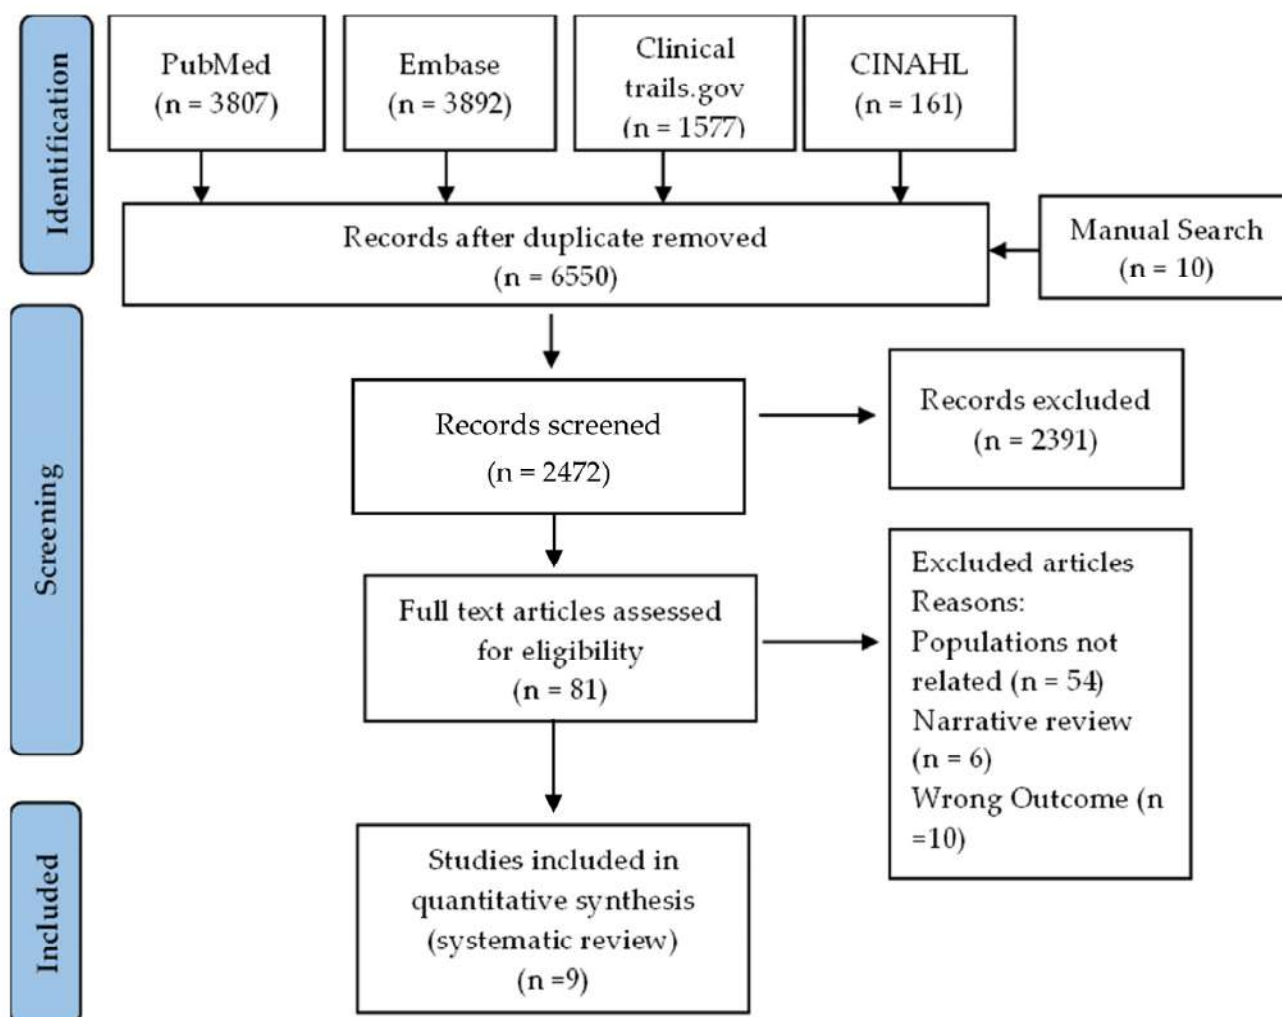 Identification
PubMed
(n = 3807)
Embase
(n = 3892)
Clinical
trails.gov
(n = 1577)
CINAHL
(n = 161)
Records after duplicate removed
(n = 6550)
Manual Search
(n = 10)
Screening
Records screened
(n = 2472)
Records excluded
(n = 2391)
Full text articles assessed
for eligibility
(n = 81)
Excluded articles
Reasons:
Populations not
related (n = 54)
Narrative review
(n = 6)
Wrong Outcome (n
=10)
Included
Studies included in
quantitative synthesis
(systematic review)
(n =9)